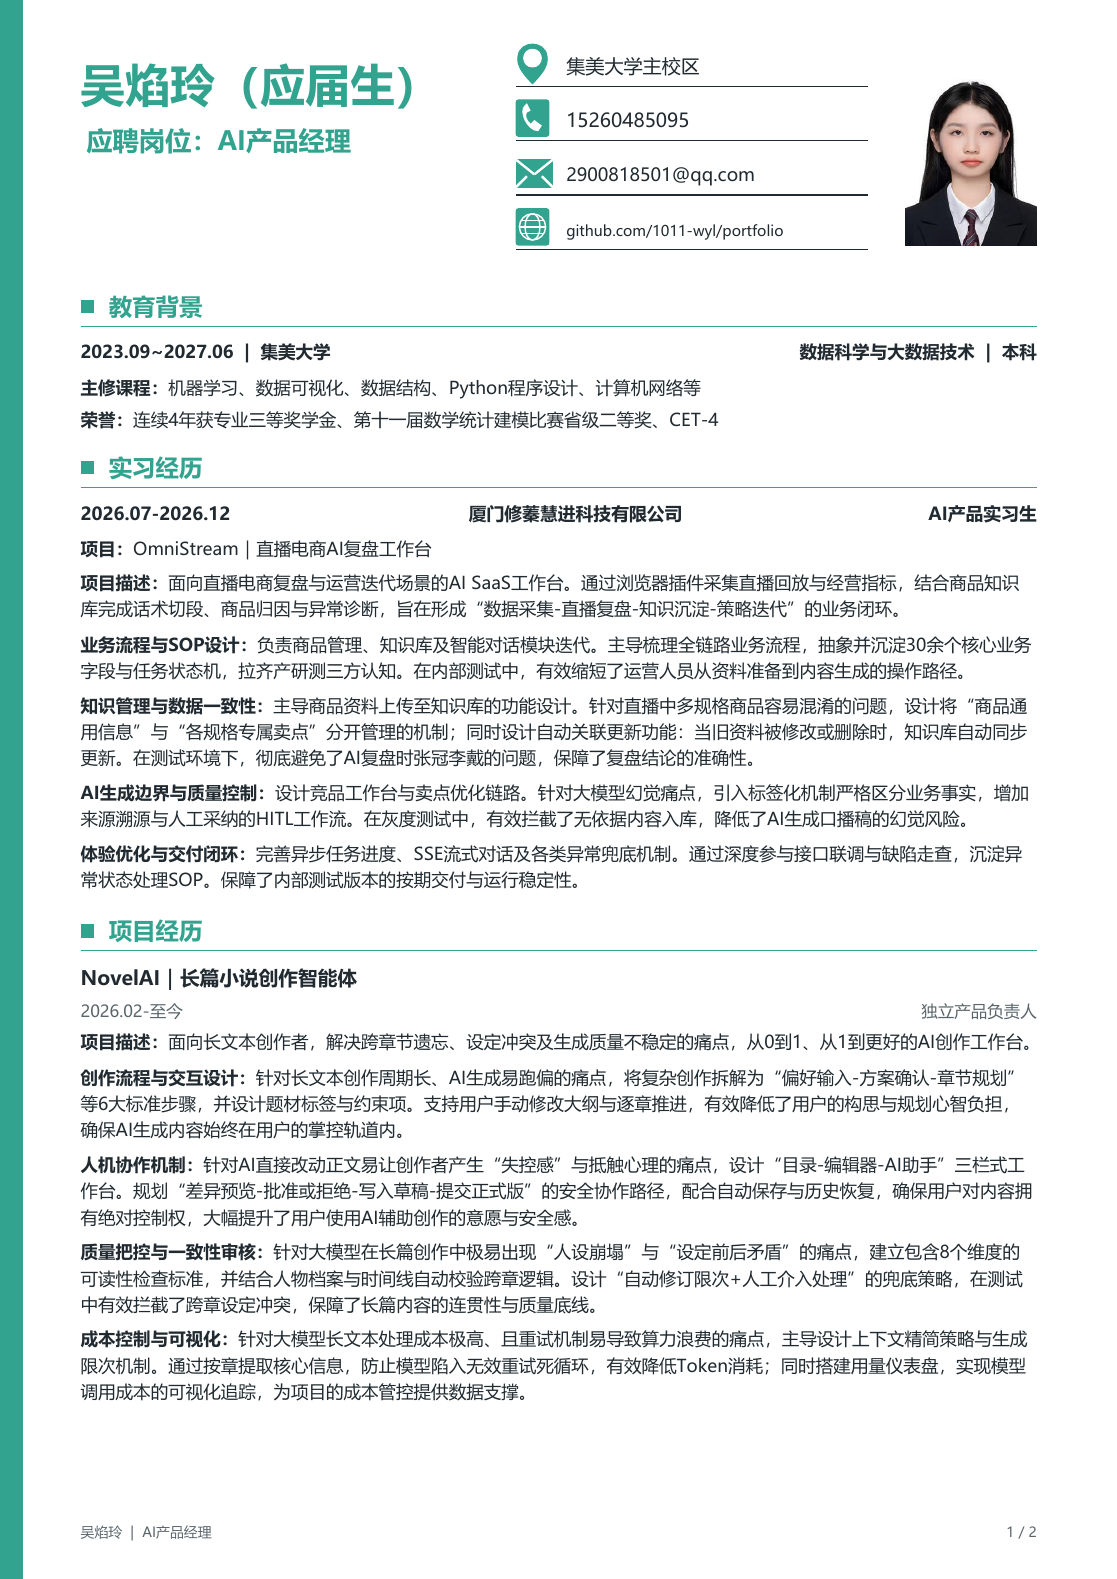 吴焰玲（应届生）
应聘岗位：AI产品经理
集美大学主校区
15260485095
2900818501@qq.com
github.com/1011-wyl/portfolio
教育背景
2023.09~2027.06 | 集美大学 数据科学与大数据技术 | 本科
主修课程：机器学习、数据可视化、数据结构、Python程序设计、计算机网络等
荣誉：连续4年获专业三等奖学金、第十一届数学统计建模比赛省级二等奖、CET-4
实习经历
2026.07-2026.12 厦门修蓁慧进科技有限公司 AI产品实习生
项目：OmniStream | 直播电商AI复盘工作台
项目描述：面向直播电商复盘与运营迭代场景的AI SaaS工作台。通过浏览器插件采集直播回放与经营指标，结合商品知识
库完成话术切段、商品归因与异常诊断，旨在形成“数据采集-直播复盘-知识沉淀-策略迭代”的业务闭环。
业务流程与SOP设计：负责商品管理、知识库及智能对话模块迭代。主导梳理全链路业务流程，抽象并沉淀30余个核心业务
字段与任务状态机，拉齐产研测三方认知。在内部测试中，有效缩短了运营人员从资料准备到内容生成的操作路径。
知识管理与数据一致性：主导商品资料上传至知识库的功能设计。针对直播中多规格商品容易混淆的问题，设计将“商品通
用信息”与“各规格专属卖点”分开管理的机制；同时设计自动关联更新功能：当旧资料被修改或删除时，知识库自动同步
更新。在测试环境下，彻底避免了AI复盘时张冠李戴的问题，保障了复盘结论的准确性。
AI生成边界与质量控制：设计竞品工作台与卖点优化链路。针对大模型幻觉痛点，引入标签化机制严格区分业务事实，增加
来源溯源与人工采纳的HITL工作流。在灰度测试中，有效拦截了无依据内容入库，降低了AI生成口播稿的幻觉风险。
体验优化与交付闭环：完善异步任务进度、SSE流式对话及各类异常兜底机制。通过深度参与接口联调与缺陷走查，沉淀异
常状态处理SOP。保障了内部测试版本的按期交付与运行稳定性。
项目经历
NovelAI | 长篇小说创作智能体
2026.02-至今 独立产品负责人
项目描述：面向长文本创作者，解决跨章节遗忘、设定冲突及生成质量不稳定的痛点，从0到1、从1到更好的AI创作工作台。
创作流程与交互设计：针对长文本创作周期长、AI生成易跑偏的痛点，将复杂创作拆解为“偏好输入-方案确认-章节规划”
等6大标准步骤，并设计题材标签与约束项。支持用户手动修改大纲与逐章推进，有效降低了用户的构思与规划心智负担，
确保AI生成内容始终在用户的掌控轨道内。
人机协作机制：针对AI直接改动正文易让创作者产生“失控感”与抵触心理的痛点，设计“目录-编辑器-AI助手”三栏式工
作台。规划“差异预览-批准或拒绝-写入草稿-提交正式版”的安全协作路径，配合自动保存与历史恢复，确保用户对内容拥
有绝对控制权，大幅提升了用户使用AI辅助创作的意愿与安全感。
质量把控与一致性审核：针对大模型在长篇创作中极易出现“人设崩塌”与“设定前后矛盾”的痛点，建立包含8个维度的
可读性检查标准，并结合人物档案与时间线自动校验跨章逻辑。设计“自动修订限次+人工介入处理”的兜底策略，在测试
中有效拦截了跨章设定冲突，保障了长篇内容的连贯性与质量底线。
成本控制与可视化：针对大模型长文本处理成本极高、且重试机制易导致算力浪费的痛点，主导设计上下文精简策略与生成
限次机制。通过按章提取核心信息，防止模型陷入无效重试死循环，有效降低Token消耗；同时搭建用量仪表盘，实现模型
调用成本的可视化追踪，为项目的成本管控提供数据支撑。
吴焰玲 | AI产品经理 1 / 2